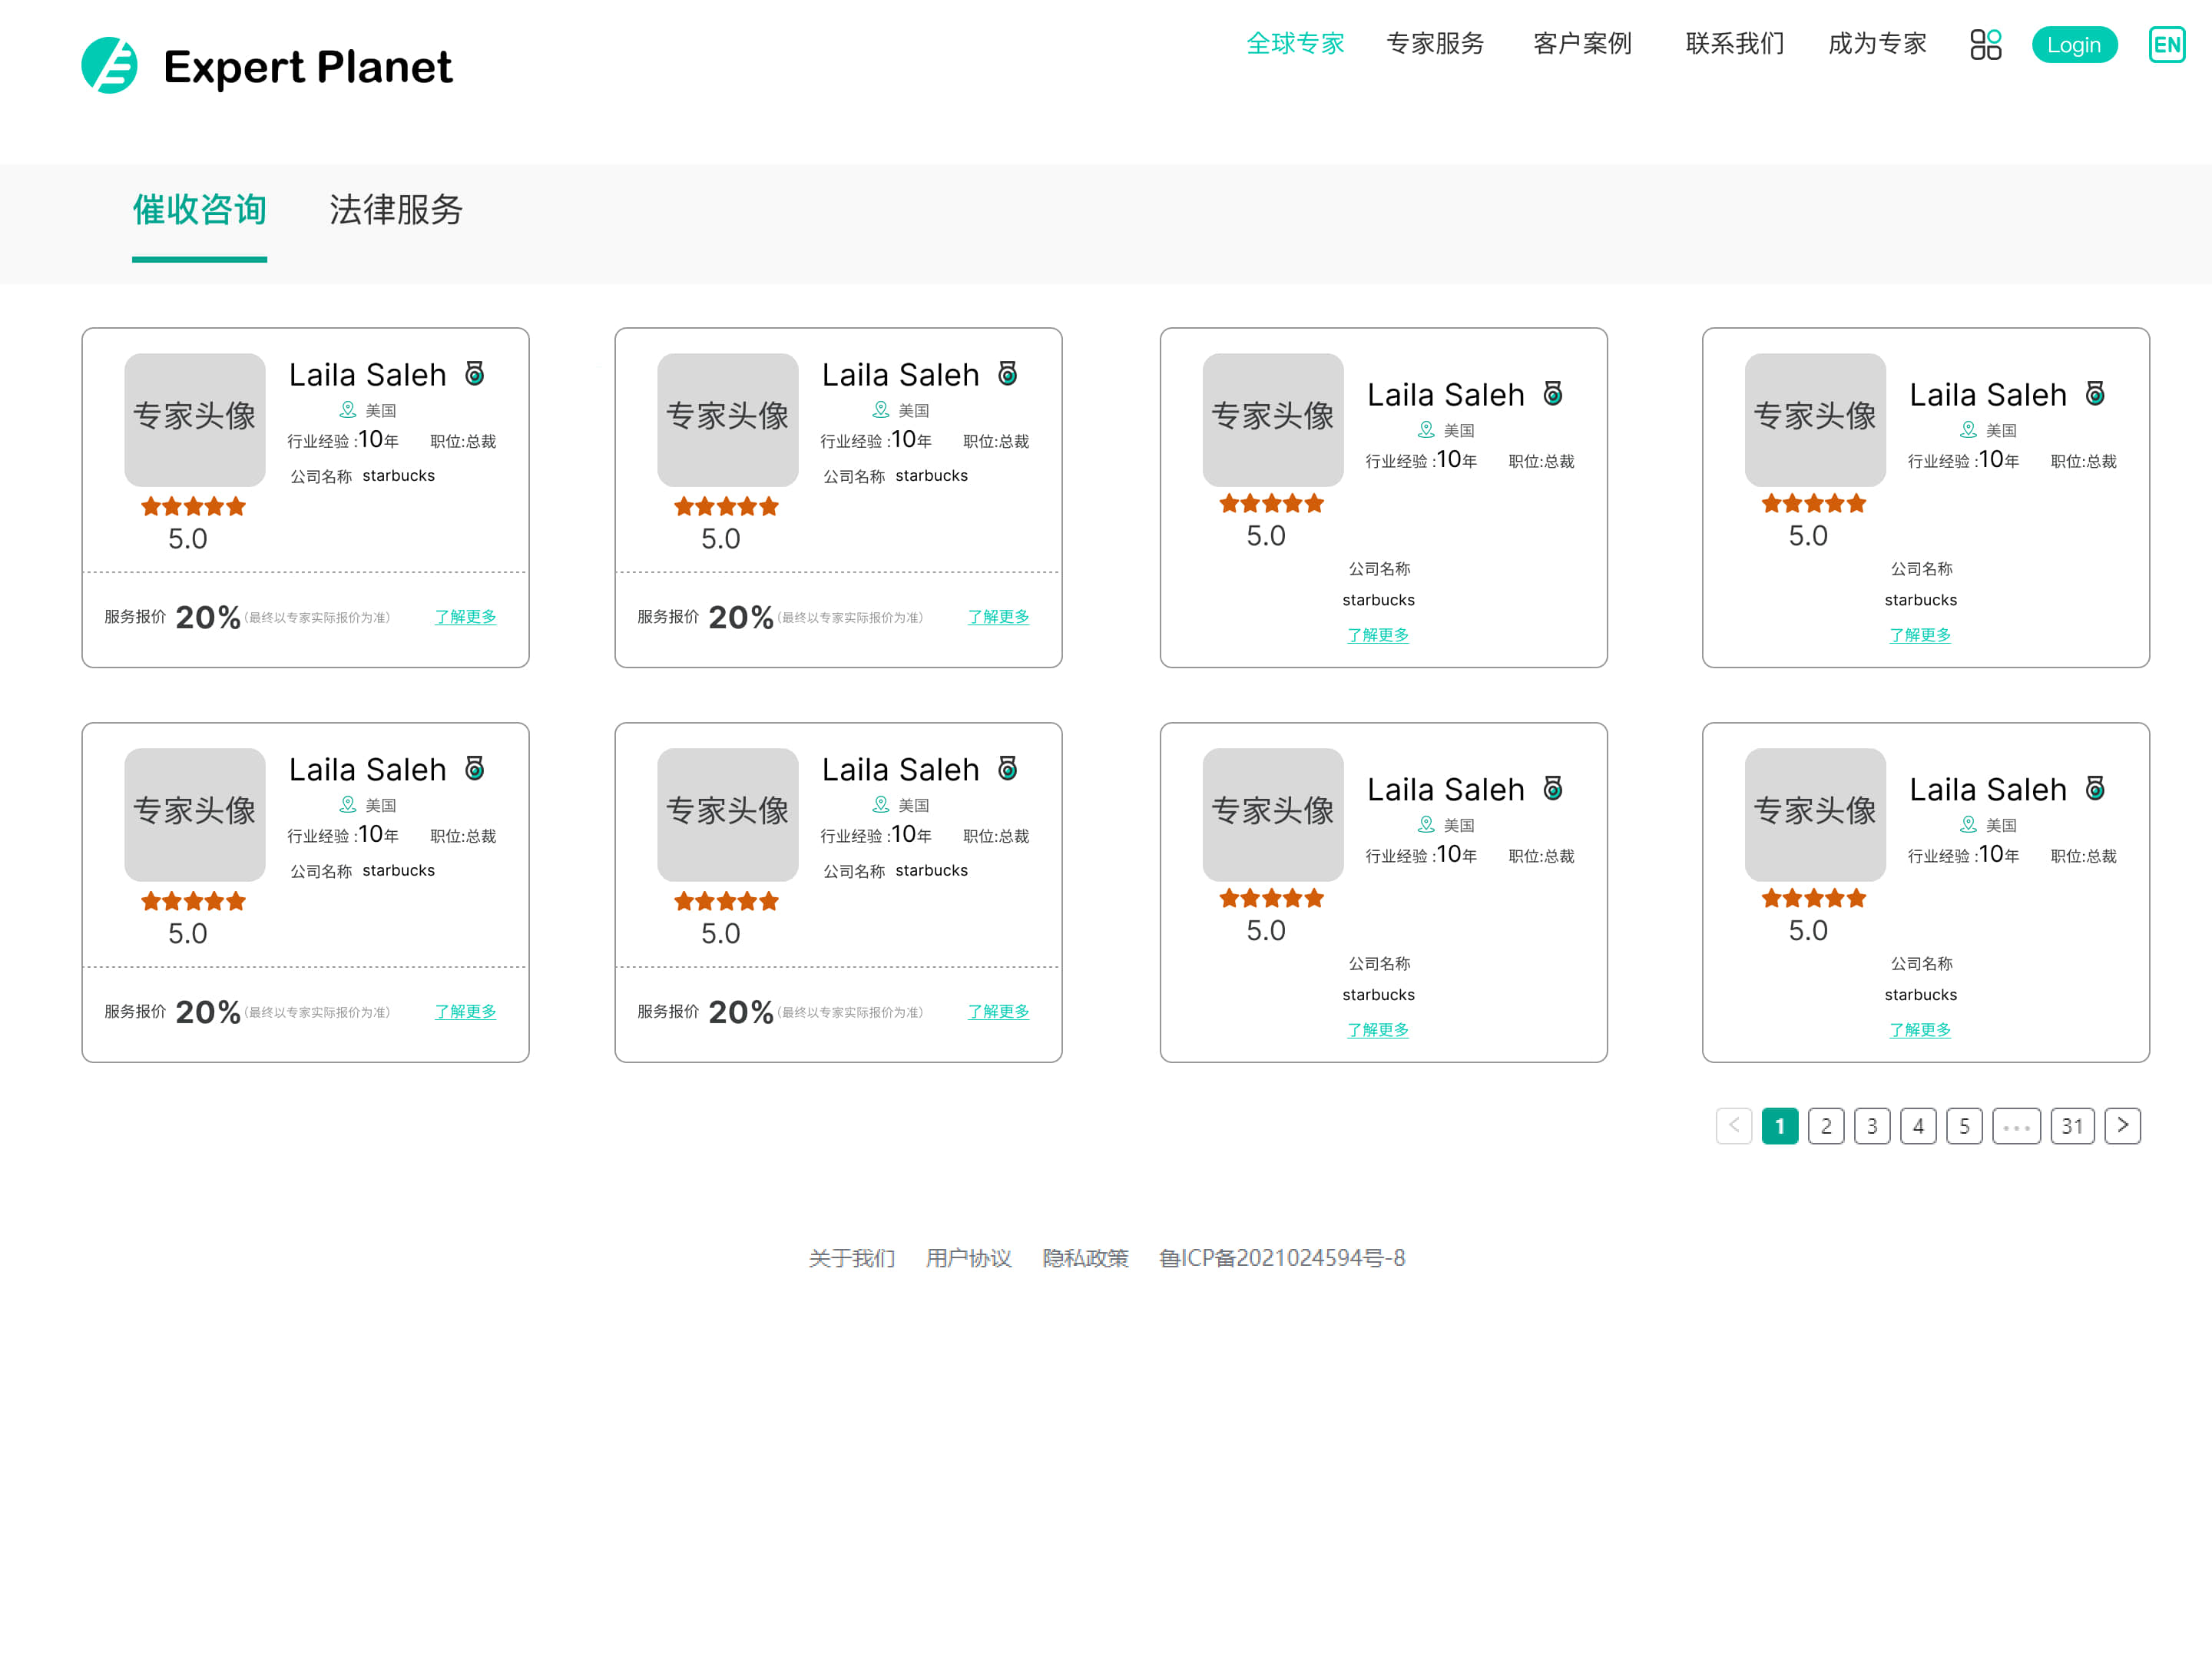 Expert Planet
全球专家 专家服务 客户案例 联系我们 成为专家 Login EN
催收咨询 法律服务
专家头像
Laila Saleh
美国
行业经验 :10年 职位:总裁
公司名称 starbucks
5.0
服务报价 20% (最终以专家实际报价为准) 了解更多
专家头像
Laila Saleh
美国
行业经验 :10年 职位:总裁
公司名称 starbucks
5.0
服务报价 20% (最终以专家实际报价为准) 了解更多
专家头像
Laila Saleh
美国
行业经验 :10年 职位:总裁
5.0
公司名称
starbucks
了解更多
专家头像
Laila Saleh
美国
行业经验 :10年 职位:总裁
5.0
公司名称
starbucks
了解更多
专家头像
Laila Saleh
美国
行业经验 :10年 职位:总裁
公司名称 starbucks
5.0
服务报价 20% (最终以专家实际报价为准) 了解更多
专家头像
Laila Saleh
美国
行业经验 :10年 职位:总裁
公司名称 starbucks
5.0
服务报价 20% (最终以专家实际报价为准) 了解更多
专家头像
Laila Saleh
美国
行业经验 :10年 职位:总裁
5.0
公司名称
starbucks
了解更多
专家头像
Laila Saleh
美国
行业经验 :10年 职位:总裁
5.0
公司名称
starbucks
了解更多
< 1 2 3 4 5 ··· 31 >
关于我们 用户协议 隐私政策 鲁ICP备2021024594号-8